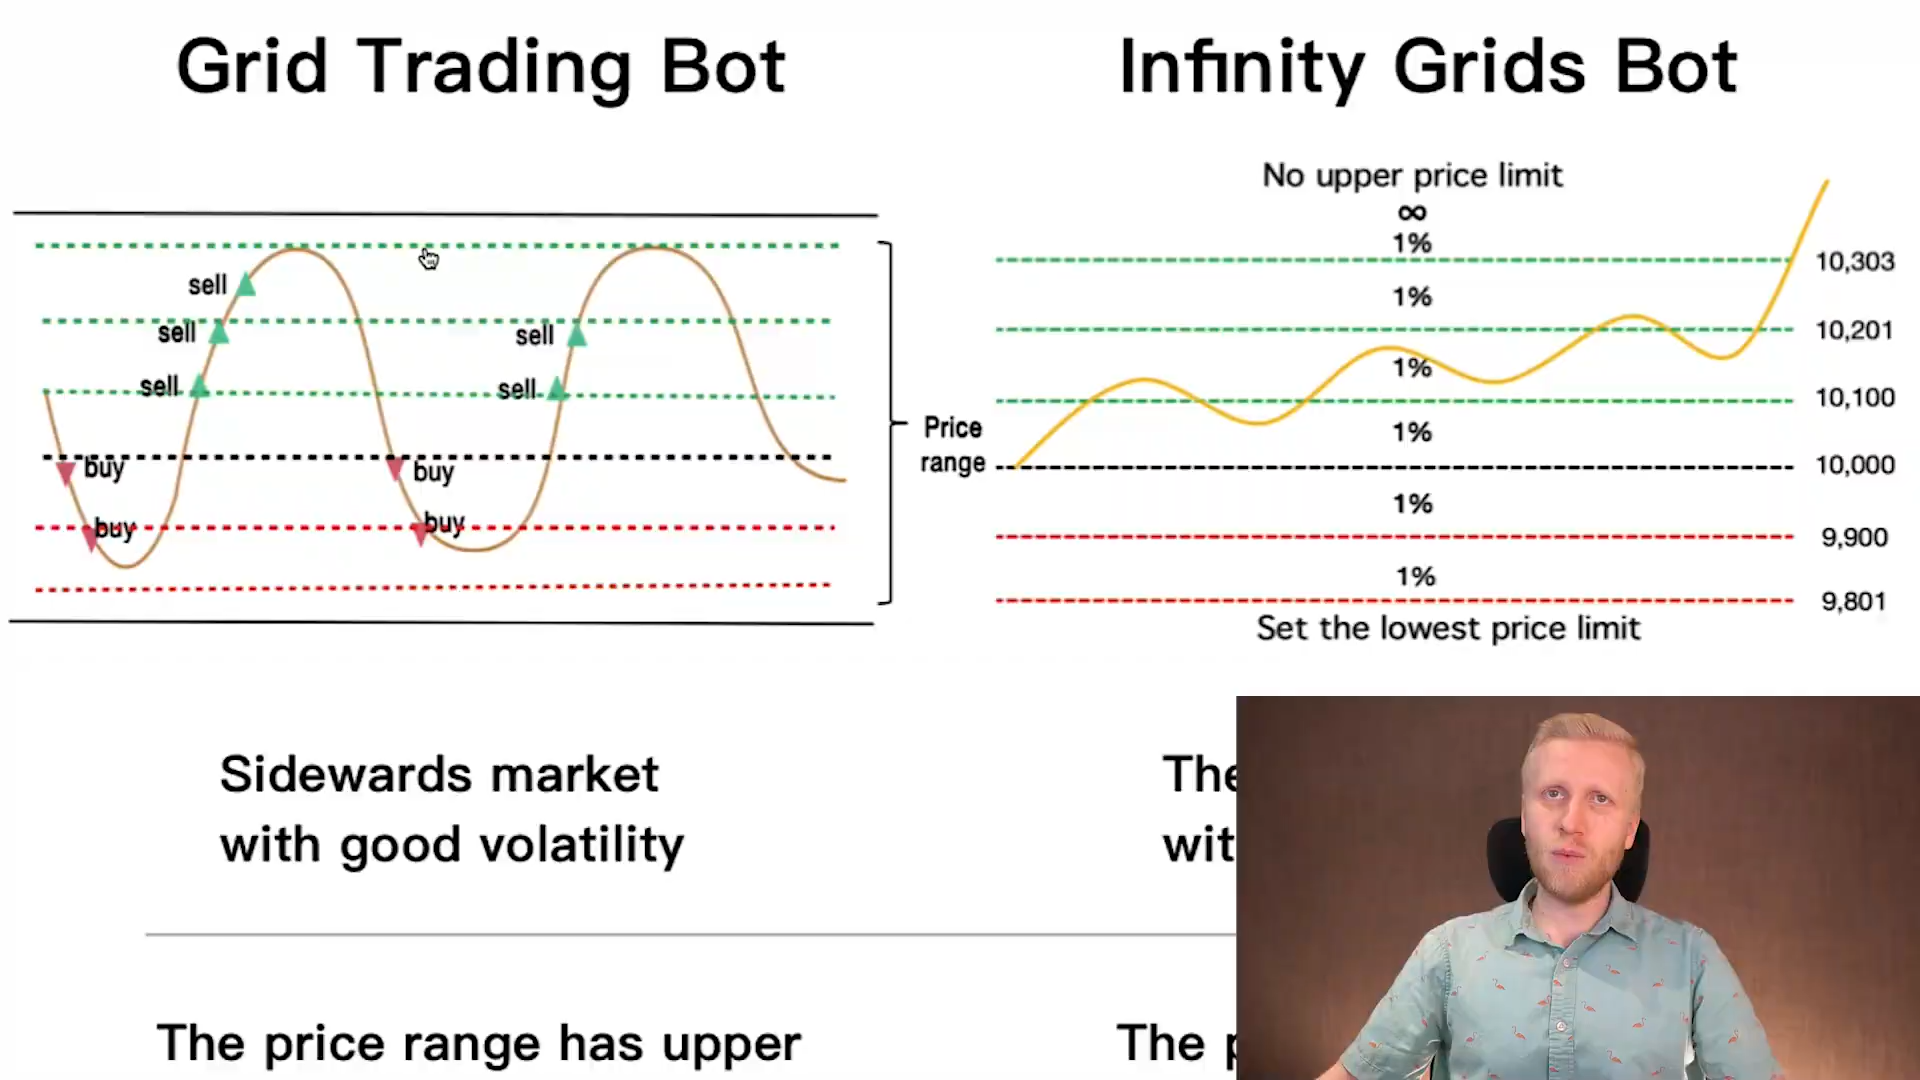 Grid Trading Bot
sell
sell
sell
sell
sell
buy
buy
buy
buy
Price
range
Sidewards market
with good volatility
The price range has upper
Infinity Grids Bot
No upper price limit
∞
1%
10,303
1%
10,201
1%
10,100
1%
10,000
1%
9,900
1%
9,801
Set the lowest price limit
The
wit
The p